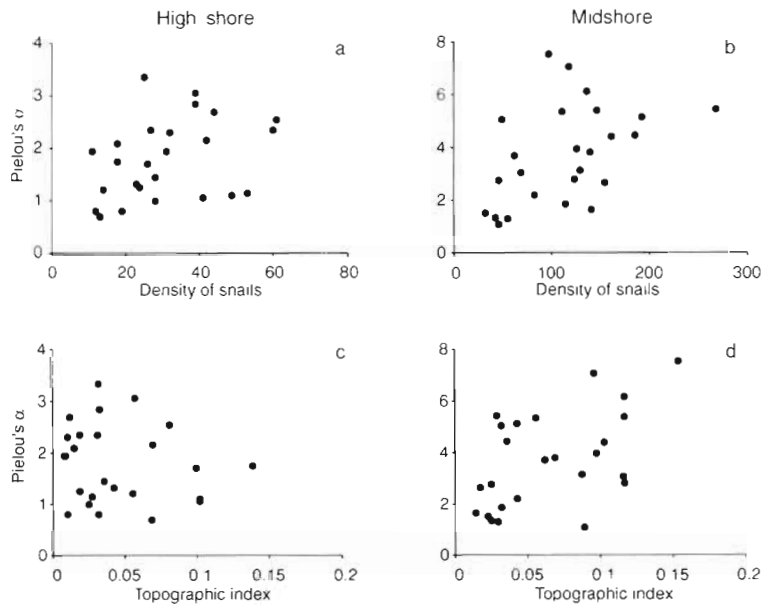 High shore
Midshore
a
4
3
2
1
0
Pielou's α
0 20 40 60 80
Density of snails
b
8
6
4
2
0
0 100 200 300
Density of snails
c
4
3
2
1
0
Pielou's α
0 0.05 0.1 0.15 0.2
Topographic index
d
8
6
4
2
0
0 0.05 0.1 0.15 0.2
Topographic index